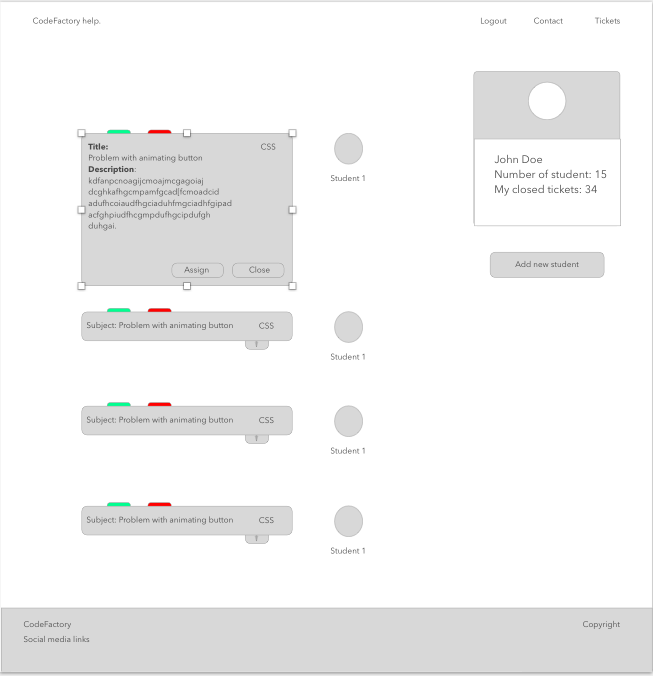 CodeFactory help.
Logout
Contact
Tickets
Title:
CSS
Problem with animating button
Description:
kdfanpcnoagijcmoajmcgagoiaj
dcghkafhgcmpamfgcad[fcmoadcid
adufhcoiaudfhgciaduhfmgciadhfgipad
acfghpiudfhcgmpdufhgcipdufgh
duhgai.
Assign
Close
Student 1
John Doe
Number of student: 15
My closed tickets: 34
Add new student
Subject: Problem with animating button
CSS
Student 1
Subject: Problem with animating button
CSS
Student 1
Subject: Problem with animating button
CSS
Student 1
CodeFactory
Social media links
Copyright